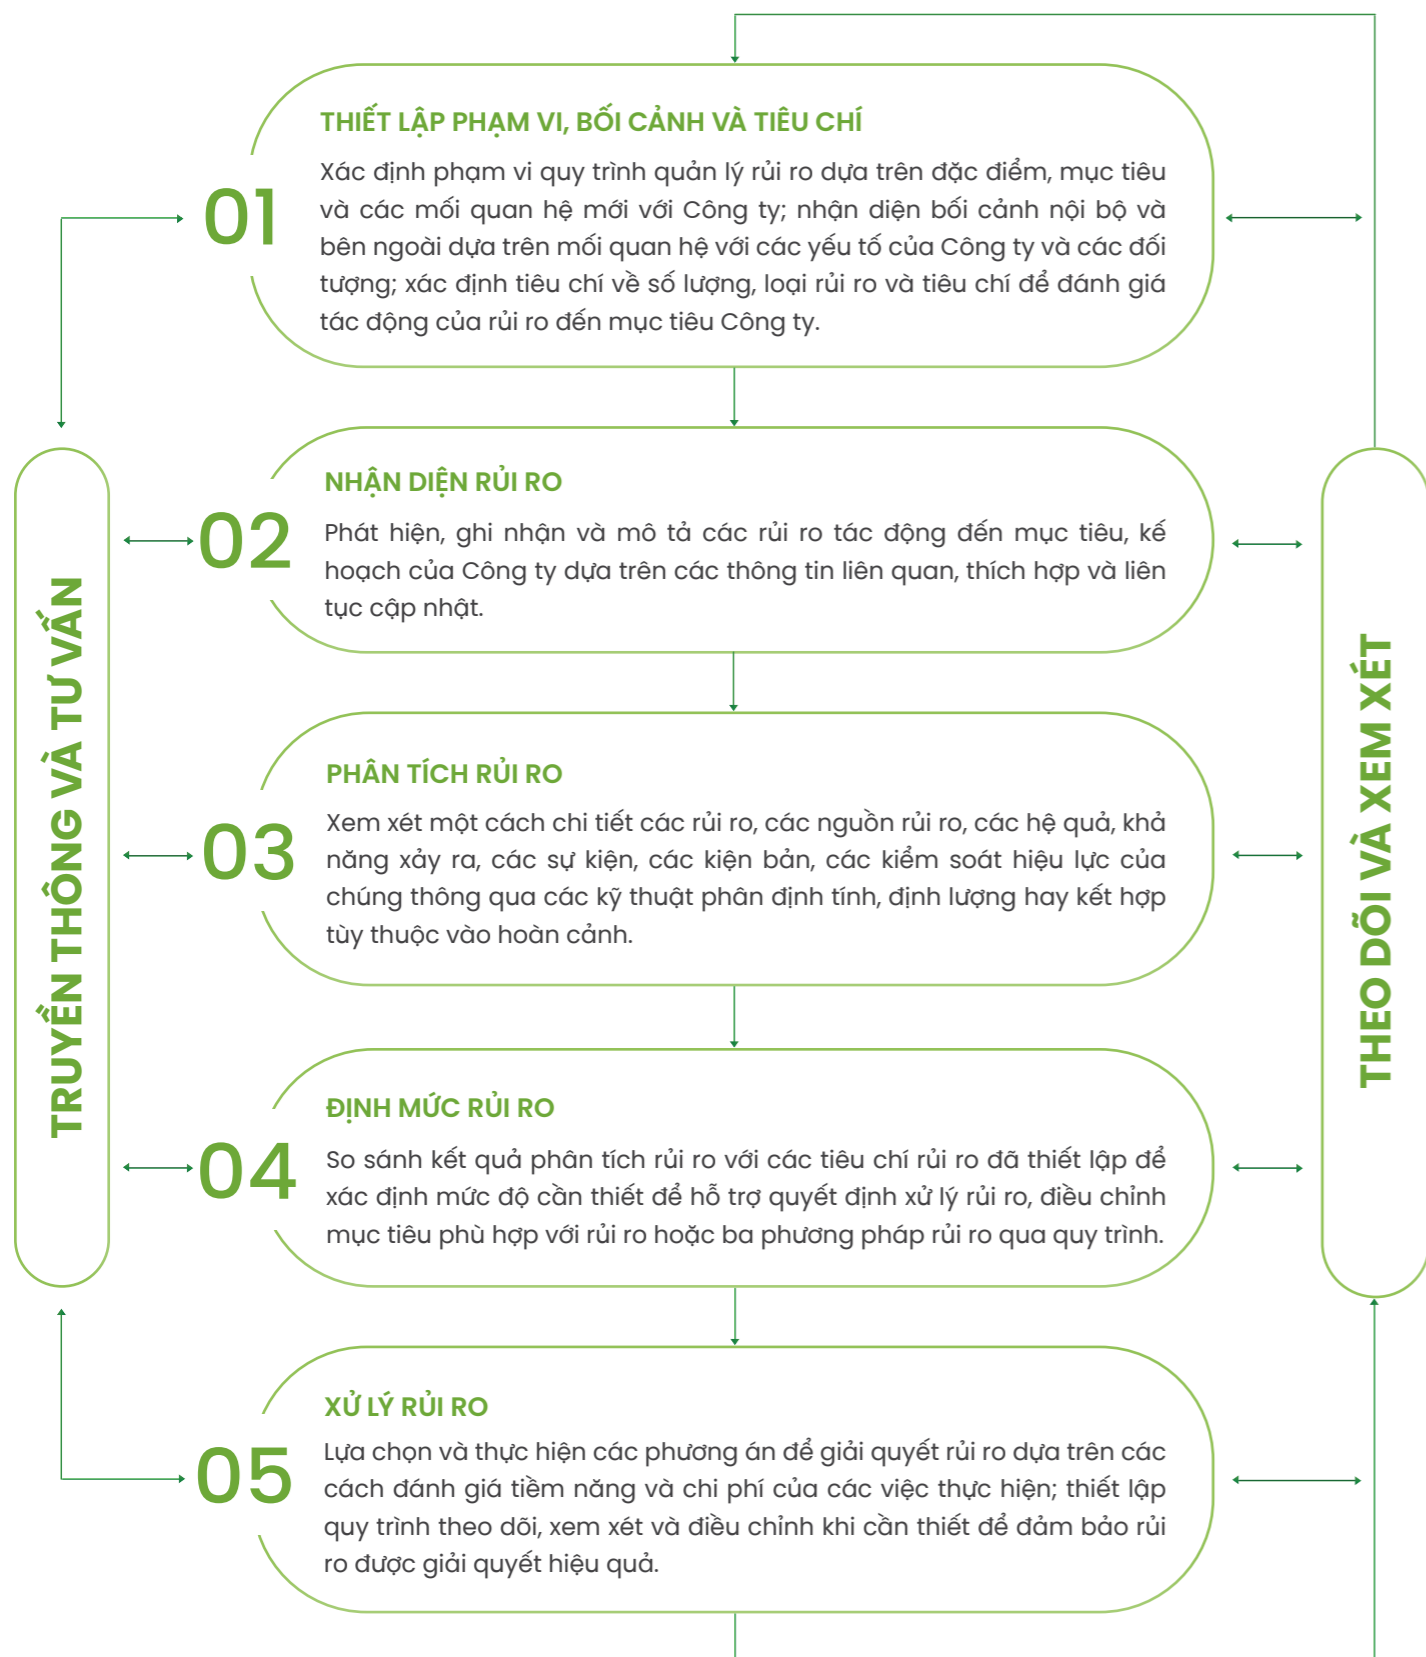 THIẾT LẬP PHẠM VI, BỐI CẢNH VÀ TIÊU CHÍ
01
Xác định phạm vi quy trình quản lý rủi ro dựa trên đặc điểm, mục tiêu
và các mối quan hệ mới với Công ty; nhận diện bối cảnh nội bộ và
bên ngoài dựa trên mối quan hệ với các yếu tố của Công ty và các đối
tượng; xác định tiêu chí về số lượng, loại rủi ro và tiêu chí để đánh giá
tác động của rủi ro đến mục tiêu Công ty.
NHẬN DIỆN RỦI RO
02
Phát hiện, ghi nhận và mô tả các rủi ro tác động đến mục tiêu, kế
hoạch của Công ty dựa trên các thông tin liên quan, thích hợp và liên
tục cập nhật.
PHÂN TÍCH RỦI RO
03
Xem xét một cách chi tiết các rủi ro, các nguồn rủi ro, các hệ quả, khả
năng xảy ra, các sự kiện, các kiện bản, các kiểm soát hiệu lực của
chúng thông qua các kỹ thuật phân định tính, định lượng hay kết hợp
tùy thuộc vào hoàn cảnh.
ĐỊNH MỨC RỦI RO
04
So sánh kết quả phân tích rủi ro với các tiêu chí rủi ro đã thiết lập để
xác định mức độ cần thiết để hỗ trợ quyết định xử lý rủi ro, điều chỉnh
mục tiêu phù hợp với rủi ro hoặc ba phương pháp rủi ro qua quy trình.
XỬ LÝ RỦI RO
05
Lựa chọn và thực hiện các phương án để giải quyết rủi ro dựa trên các
cách đánh giá tiềm năng và chi phí của các việc thực hiện; thiết lập
quy trình theo dõi, xem xét và điều chỉnh khi cần thiết để đảm bảo rủi
ro được giải quyết hiệu quả.
TRUYỀN THÔNG VÀ TƯ VẤN
THEO DÕI VÀ XEM XÉT